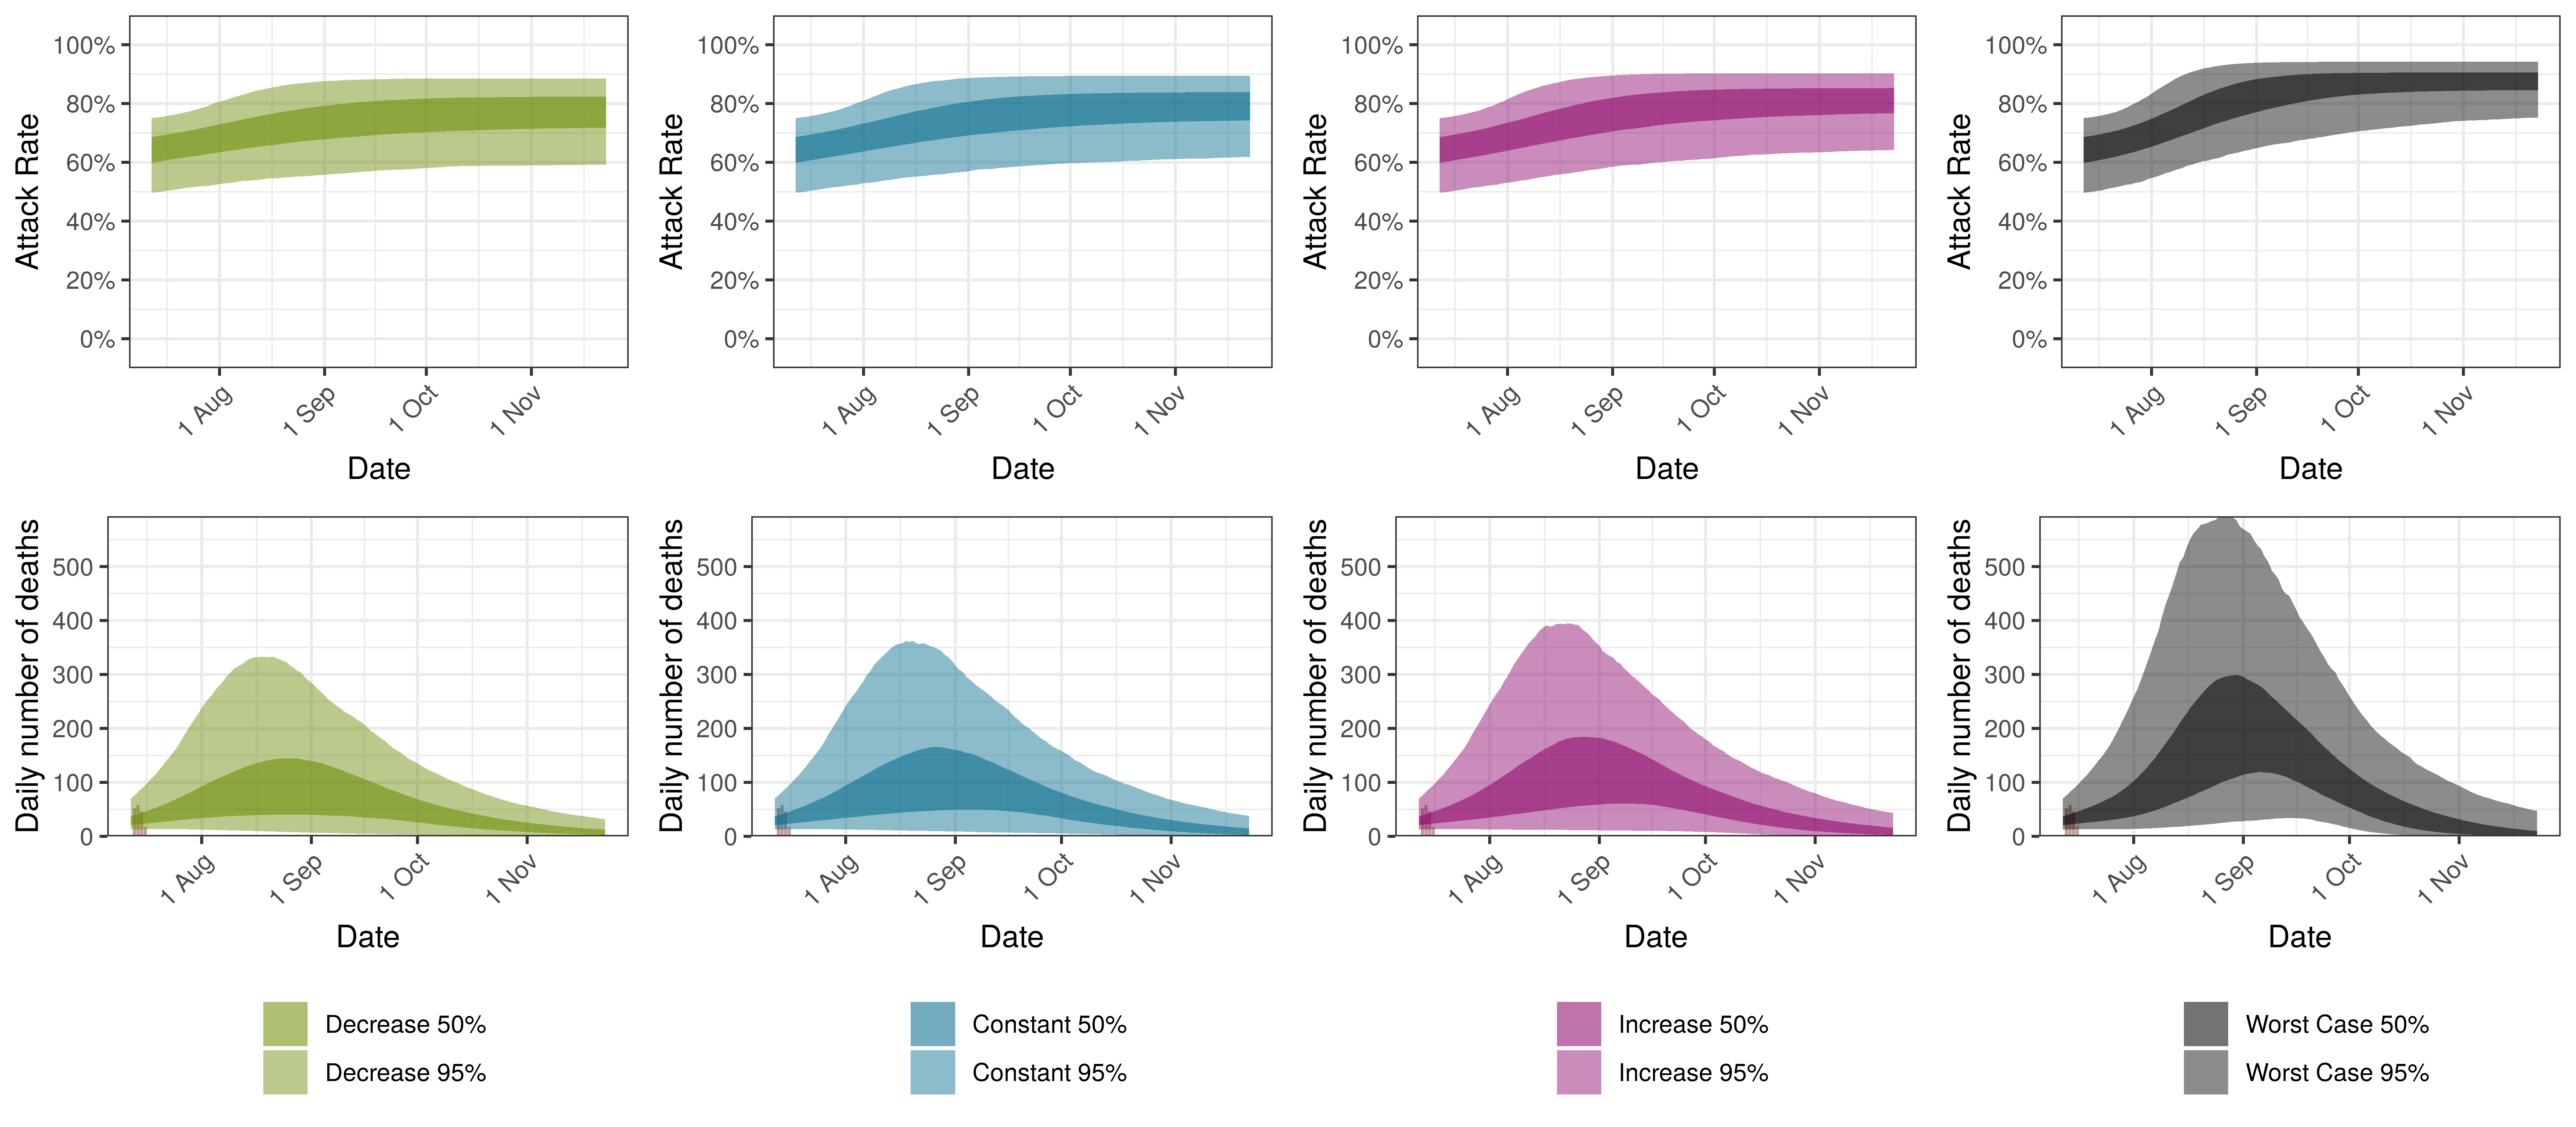 Attack Rate
100%
80%
60%
40%
20%
0%
1 Aug
1 Sep
1 Oct
1 Nov
Date
Attack Rate
100%
80%
60%
40%
20%
0%
1 Aug
1 Sep
1 Oct
1 Nov
Date
Attack Rate
100%
80%
60%
40%
20%
0%
1 Aug
1 Sep
1 Oct
1 Nov
Date
Attack Rate
100%
80%
60%
40%
20%
0%
1 Aug
1 Sep
1 Oct
1 Nov
Date
Daily number of deaths
500
400
300
200
100
0
1 Aug
1 Sep
1 Oct
1 Nov
Date
Daily number of deaths
500
400
300
200
100
0
1 Aug
1 Sep
1 Oct
1 Nov
Date
Daily number of deaths
500
400
300
200
100
0
1 Aug
1 Sep
1 Oct
1 Nov
Date
Daily number of deaths
500
400
300
200
100
0
1 Aug
1 Sep
1 Oct
1 Nov
Date
Decrease 50%
Decrease 95%
Constant 50%
Constant 95%
Increase 50%
Increase 95%
Worst Case 50%
Worst Case 95%